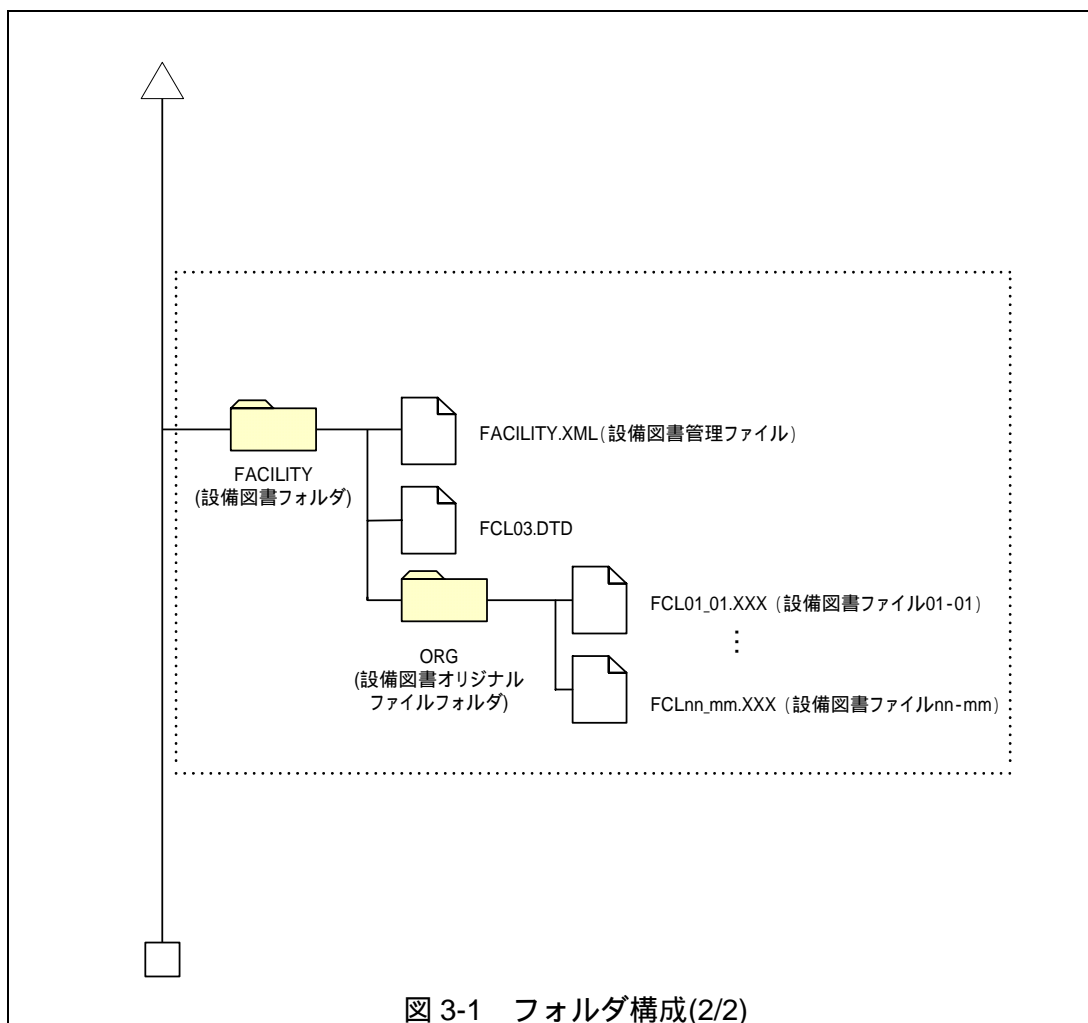 FACILITY.XML(設備図書管理ファイル)
FACILITY
(設備図書フォルダ)
FCL03.DTD
FCL01_01.XXX (設備図書ファイル01-01)
⋮
ORG
(設備図書オリジナル
ファイルフォルダ)
FCLnn_mm.XXX (設備図書ファイルnn-mm)
図 3-1 フォルダ構成(2/2)